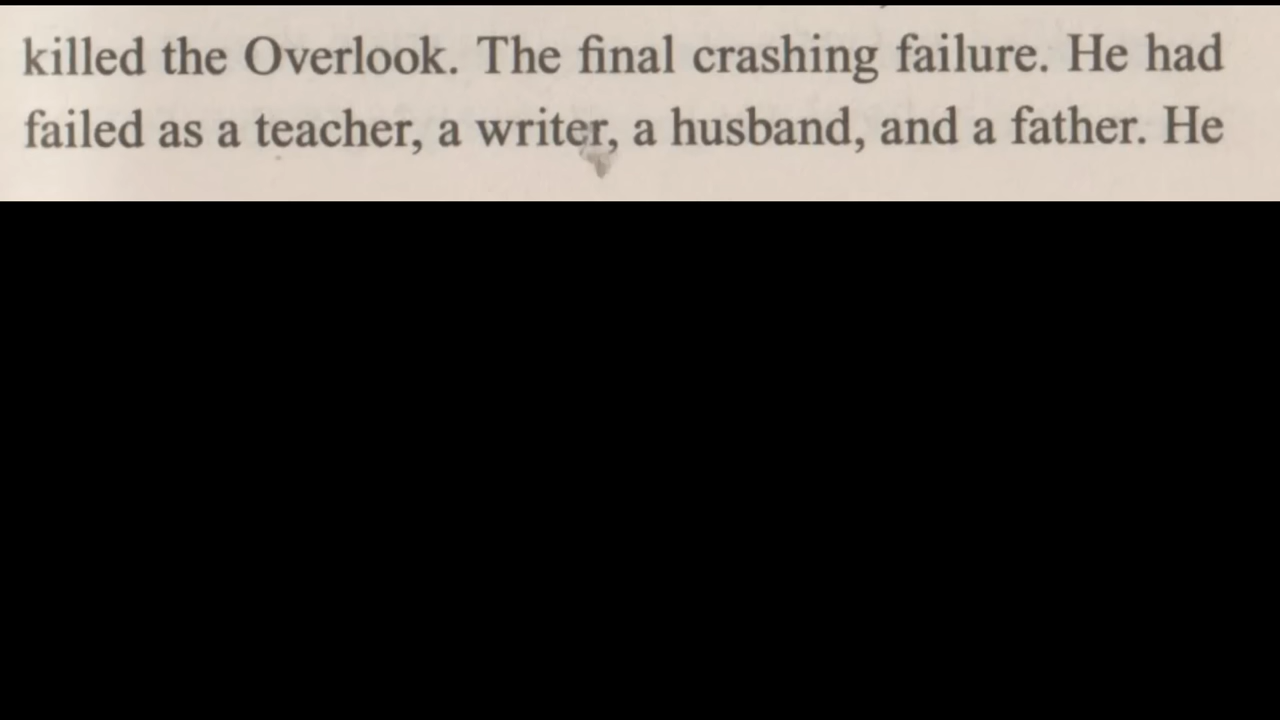 killed the Overlook. The final crashing failure. He had
failed as a teacher, a writer, a husband, and a father. He